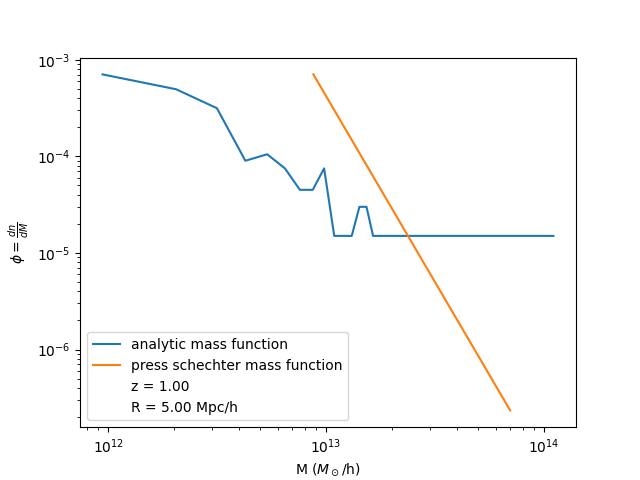 10⁻³
10⁻⁴
10⁻⁵
10⁻⁶
ϕ = dn/dM
analytic mass function
press schechter mass function
z = 1.00
R = 5.00 Mpc/h
10¹² 10¹³ 10¹⁴
M (M⊙/h)